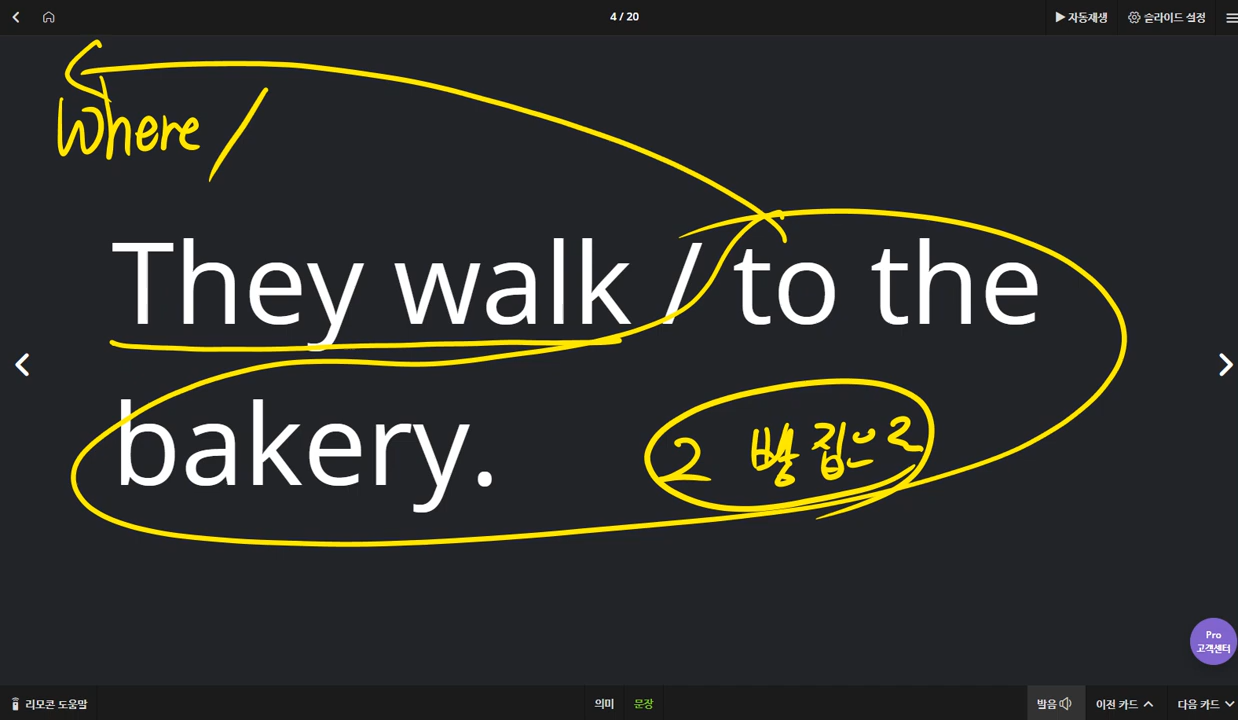 4 / 20
자동재생
슬라이드 설정
Where /
They walk / to the
bakery.
그 빵집으로
Pro
고객센터
리모콘 도움말
의미
문장
발음
이전 카드
다음 카드